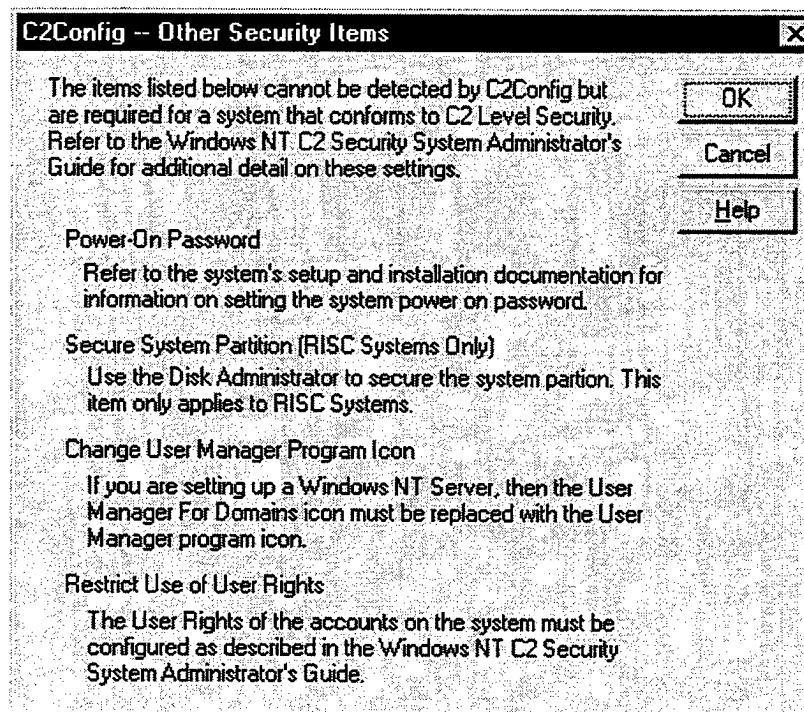 C2Config -- Other Security Items
The items listed below cannot be detected by C2Config but
are required for a system that conforms to C2 Level Security.
Refer to the Windows NT C2 Security System Administrator's
Guide for additional detail on these settings.
OK
Cancel
Help
Power-On Password
Refer to the system's setup and installation documentation for
information on setting the system power on password.
Secure System Partition (RISC Systems Only)
Use the Disk Administrator to secure the system partion. This
item only applies to RISC Systems.
Change User Manager Program Icon
If you are setting up a Windows NT Server, then the User
Manager For Domains icon must be replaced with the User
Manager program icon.
Restrict Use of User Rights
The User Rights of the accounts on the system must be
configured as described in the Windows NT C2 Security
System Administrator's Guide.